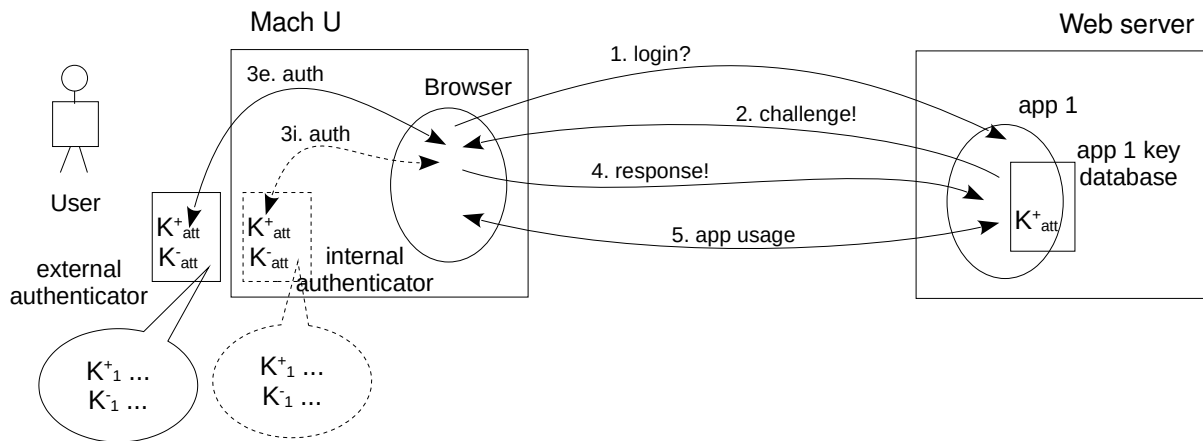 Mach U
Web server
1. login?
3e. auth
Browser
app 1
2. challenge!
3i. auth
app 1 key
database
4. response!
User
K⁺att
K⁻att
K⁺att
K⁻att
K⁺att
5. app usage
internal
authenticator
external
authenticator
K⁺₁ ...
K⁻₁ ...
K⁺₁ ...
K⁻₁ ...